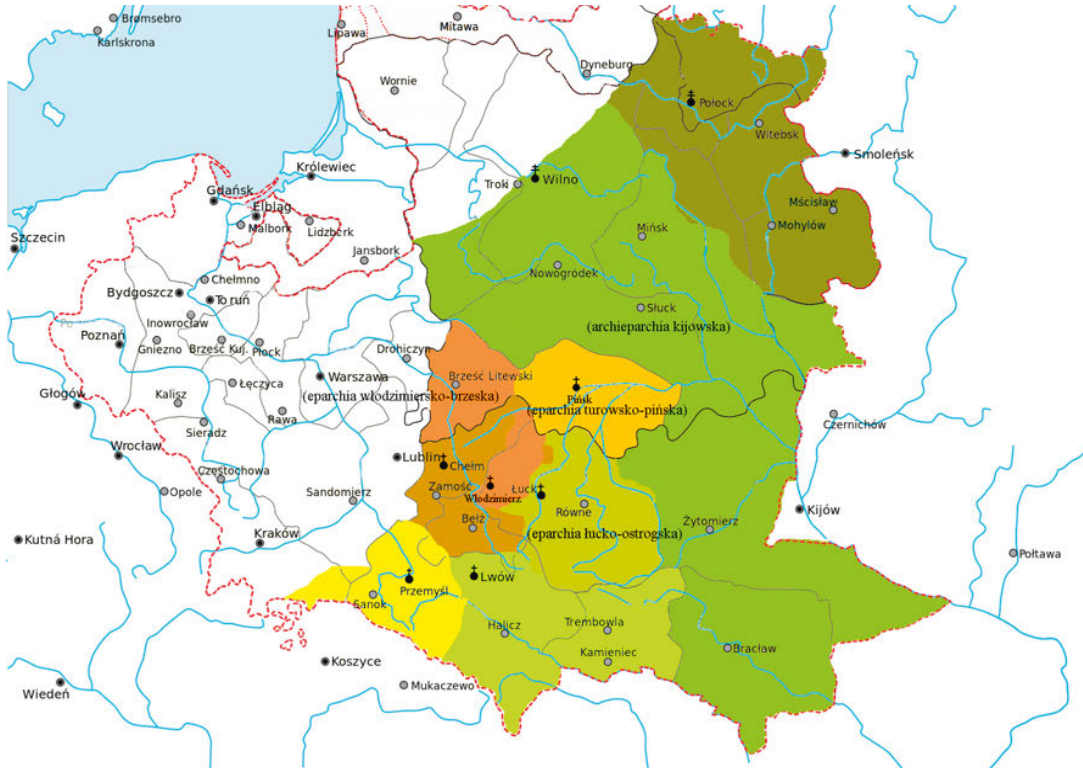 Brømsebro
Karlskrona
Lipawa
Mitawa
Dyneburg
Wornie
Połock
Witebsk
Smoleńsk
Królewiec
Troki
Wilno
Gdańsk
Elbląg
Malbork
Lidzbark
Mścisław
Mohylów
Szczecin
Jansbork
Mińsk
Nowogródek
Chełmno
Bydgoszcz
Toruń
Inowrocław
Słuck
(archieparchia kijowska)
Poznań
Gniezno
Brześć Kuj.
Płock
Drohiczyn
Warszawa
Brześć Litewski
Głogów
Kalisz
Łęczyca
(eparchia włodzimiersko-brzeska)
Pińsk
(eparchia turowsko-pińska)
Sieradz
Rawa
Czernichów
Wrocław
Lublin
Chełm
Częstochowa
Opole
Sandomierz
Zamość
Włodzimierz
Łuck
Równe
Kijów
Bełz
(eparchia łucko-ostrogska)
Żytomierz
Kutná Hora
Kraków
Połtawa
Lwów
Przemyśl
Sanok
Halicz
Trembowla
Kamieniec
Bracław
Koszyce
Wiedeń
Mukaczewo